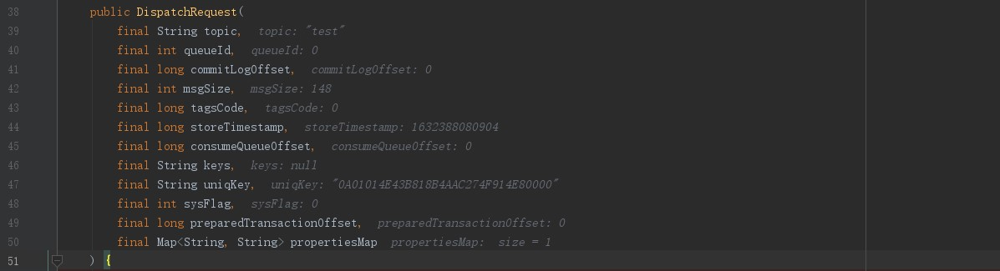 38 public DispatchRequest(
39 final String topic, topic: "test"
40 final int queueId, queueId: 0
41 final long commitLogOffset, commitLogOffset: 0
42 final int msgSize, msgSize: 148
43 final long tagsCode, tagsCode: 0
44 final long storeTimestamp, storeTimestamp: 1632388080904
45 final long consumeQueueOffset, consumeQueueOffset: 0
46 final String keys, keys: null
47 final String uniqKey, uniqKey: "0A01014E43B818B4AAC274F914E80000"
48 final int sysFlag, sysFlag: 0
49 final long preparedTransactionOffset, preparedTransactionOffset: 0
50 final Map<String, String> propertiesMap propertiesMap: size = 1
51 ) {